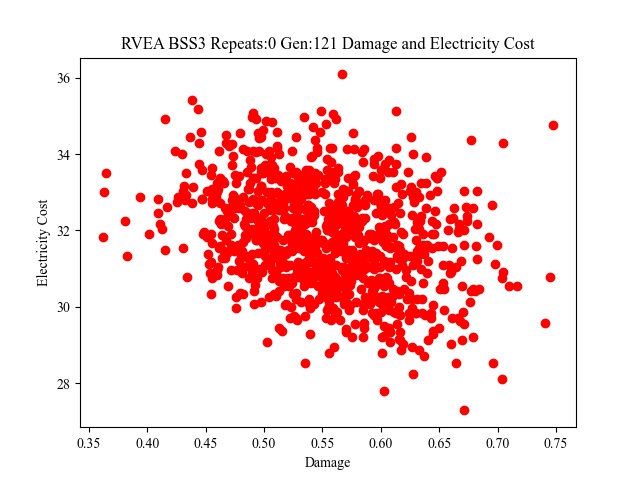 RVEA BSS3 Repeats:0 Gen:121 Damage and Electricity Cost
36
34
32
30
28
Electricity Cost
0.35 0.40 0.45 0.50 0.55 0.60 0.65 0.70 0.75
Damage